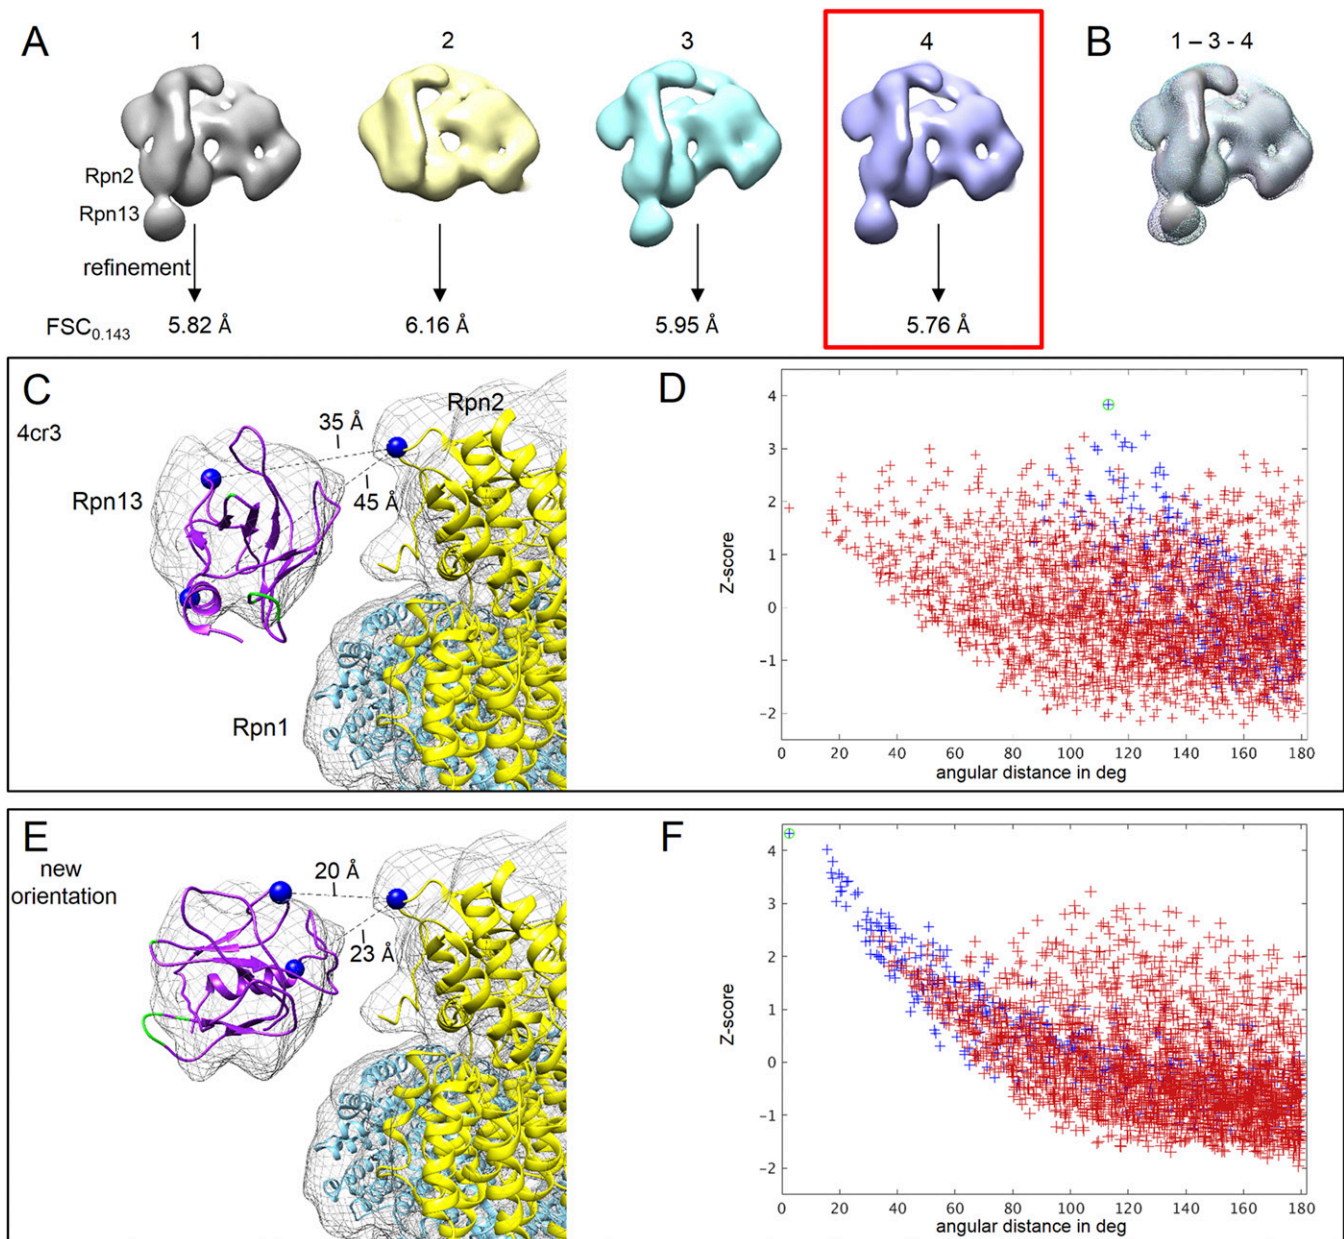 A
1
2
3
4
B
1 – 3 - 4
Rpn2
Rpn13
refinement
FSC0.143
5.82 Å
6.16 Å
5.95 Å
5.76 Å
C
4cr3
Rpn13
35 Å
45 Å
Rpn2
Rpn1
D
Z-score
4
3
2
1
0
−1
−2
0 20 40 60 80 100 120 140 160 180
angular distance in deg
E
new
orientation
20 Å
23 Å
F
Z-score
4
3
2
1
0
−1
−2
0 20 40 60 80 100 120 140 160 180
angular distance in deg